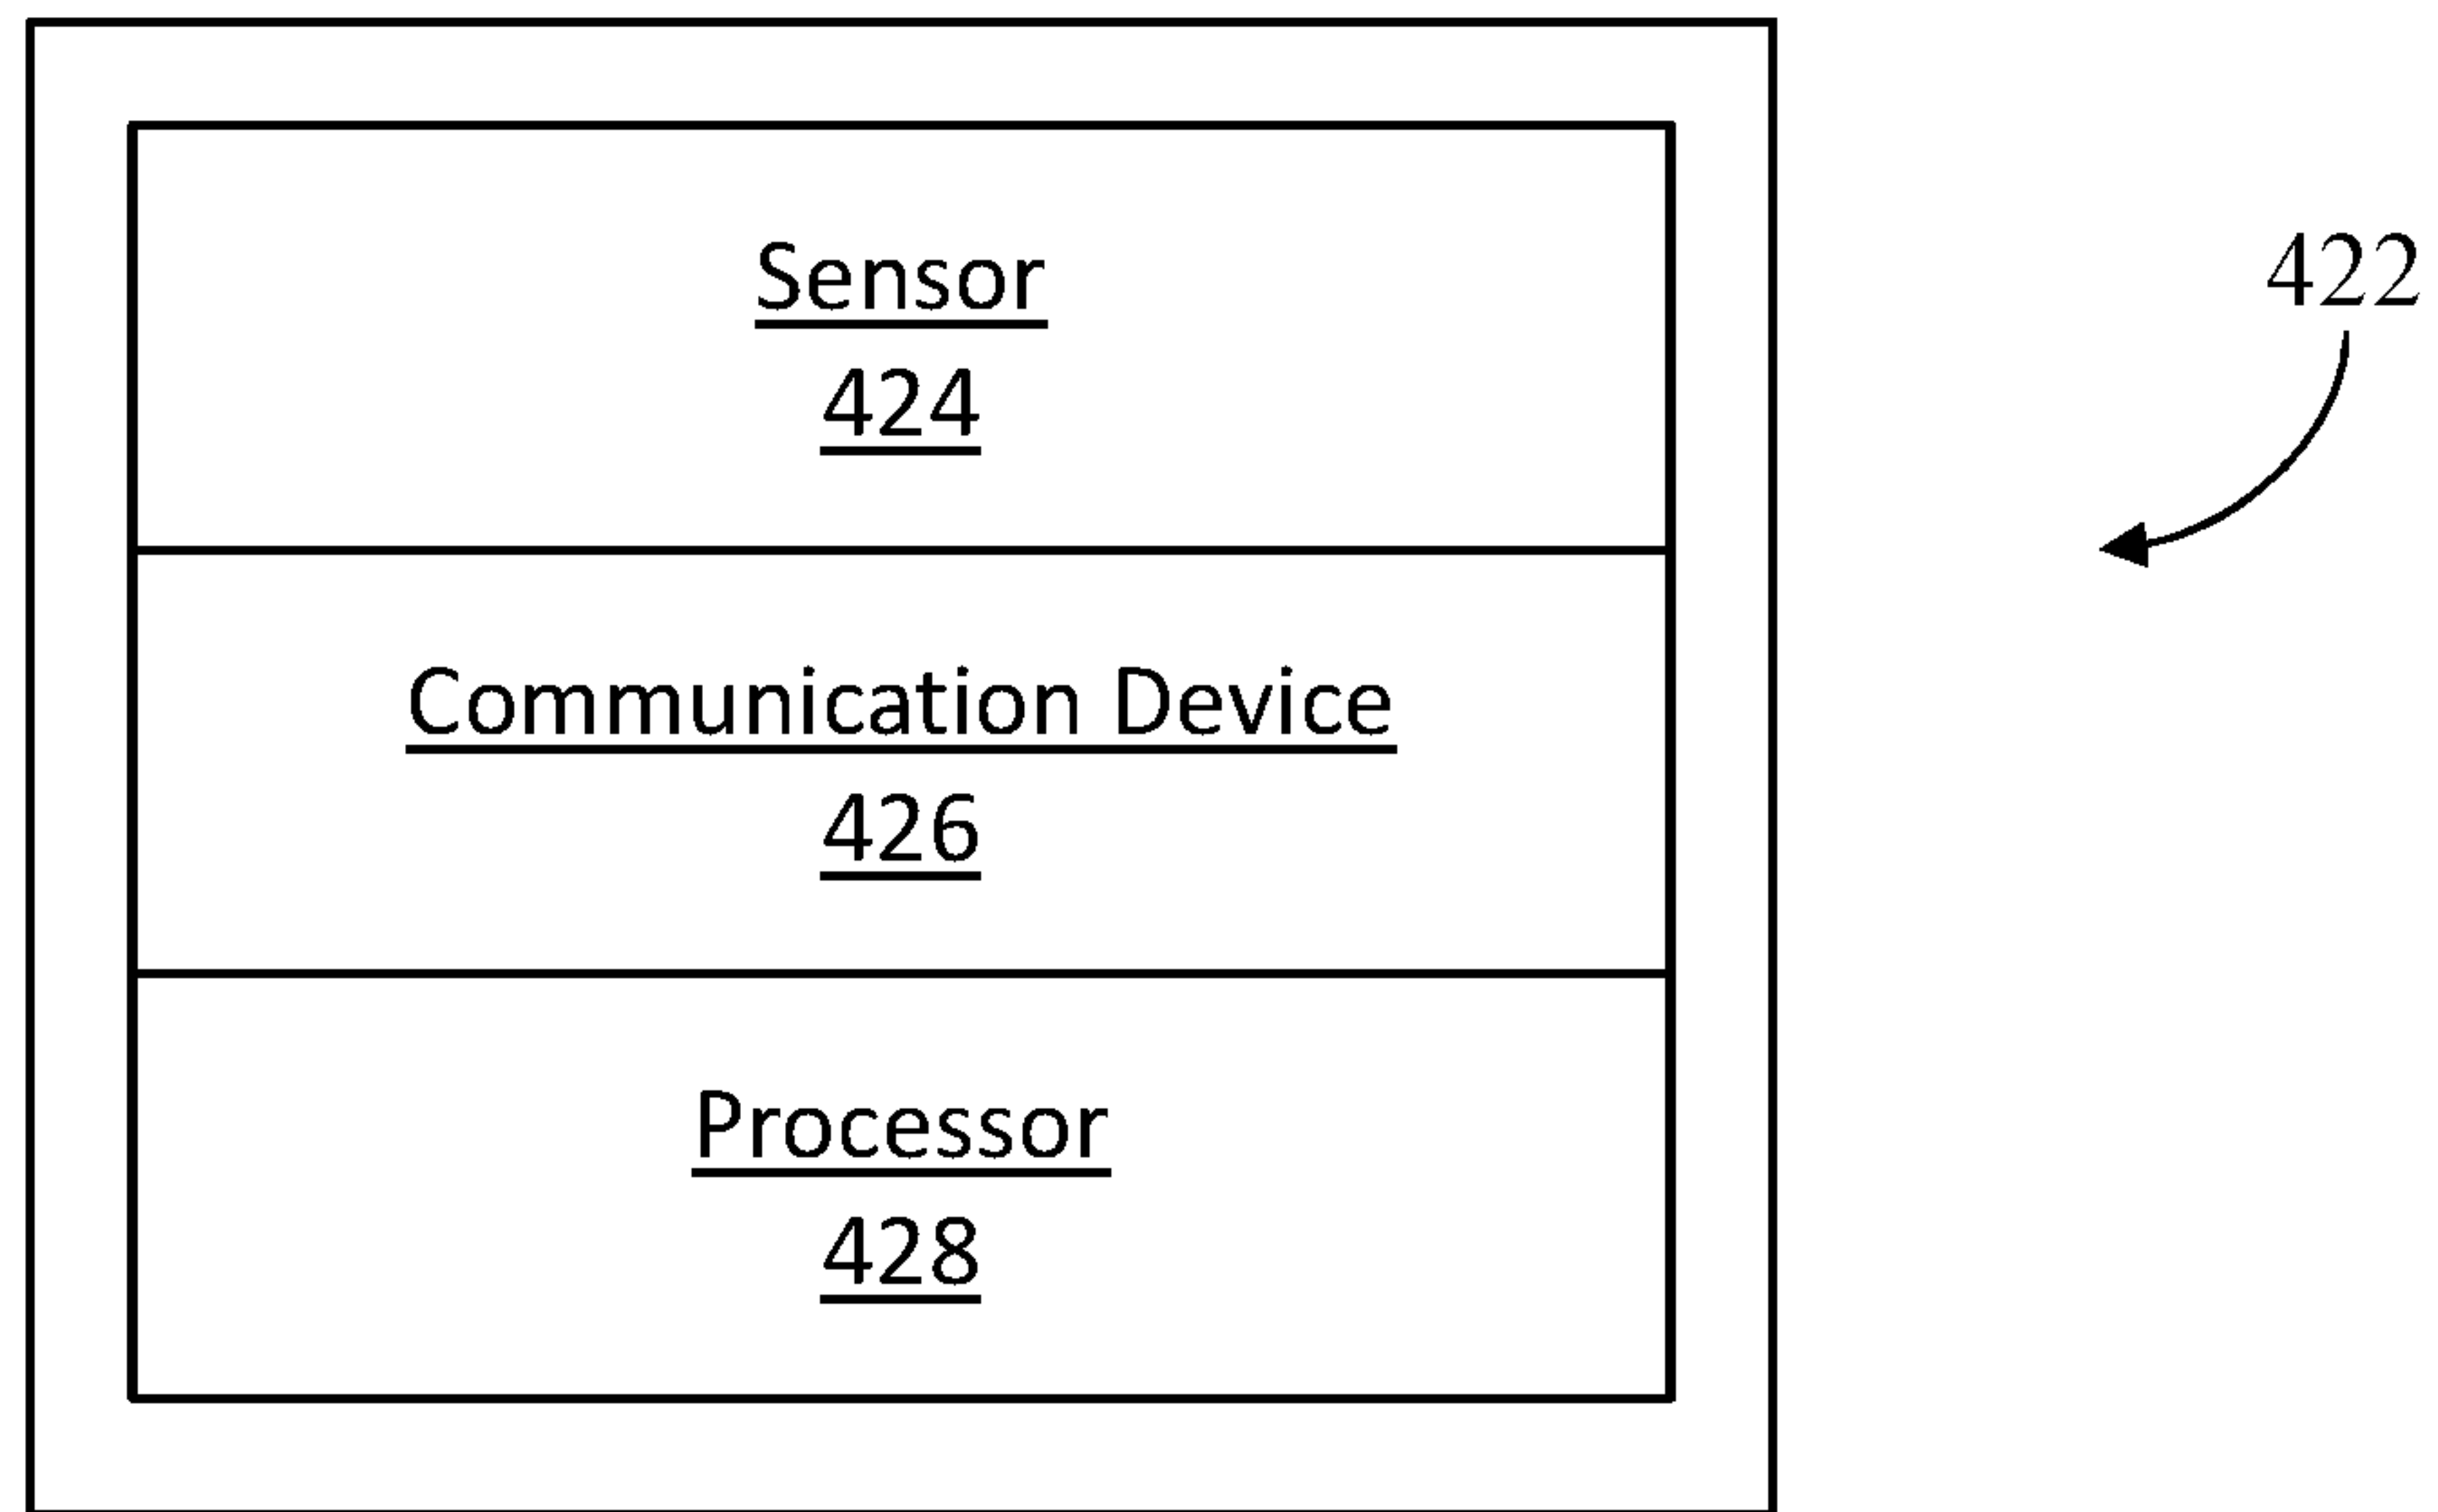 Sensor
424
422
Communication Device
426
Processor
428